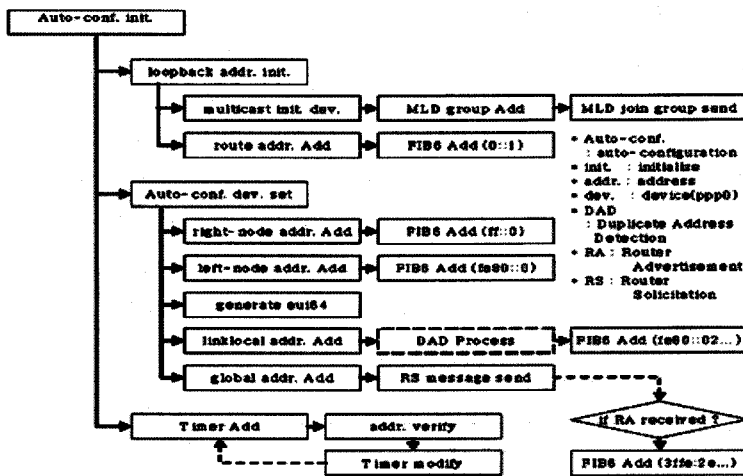 Auto-conf. init.
loopback addr. init.
multicast init. dev.
MLD group Add
MLD join group send
route addr. Add
FIB6 Add (0::1)
* Auto-conf.
: auto-configuration
* init. : initialize
* addr. : address
* dev. : device(ppp0)
* DAD
: Duplicate Address
Detection
* RA : Router
Advertisement
* RS : Router
Solicitation
Auto-conf. dev. set
right-node addr. Add
FIB6 Add (ff::0)
left-node addr. Add
FIB6 Add (fe80::0)
generate eui64
linklocal addr. Add
DAD Process
FIB6 Add (fe80::02...)
global addr. Add
RS message send
if RA received ?
Timer Add
addr. verify
Timer modify
FIB6 Add (3ffe:2e...)